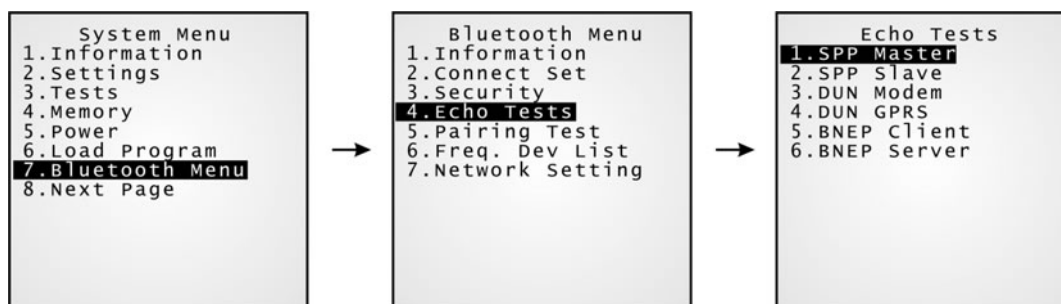 System Menu
1.Information
2.Settings
3.Tests
4.Memory
5.Power
6.Load Program
7.Bluetooth Menu
8.Next Page
Bluetooth Menu
1.Information
2.Connect Set
3.Security
4.Echo Tests
5.Pairing Test
6.Freq. Dev List
7.Network Setting
Echo Tests
1.SPP Master
2.SPP Slave
3.DUN Modem
4.DUN GPRS
5.BNEP Client
6.BNEP Server